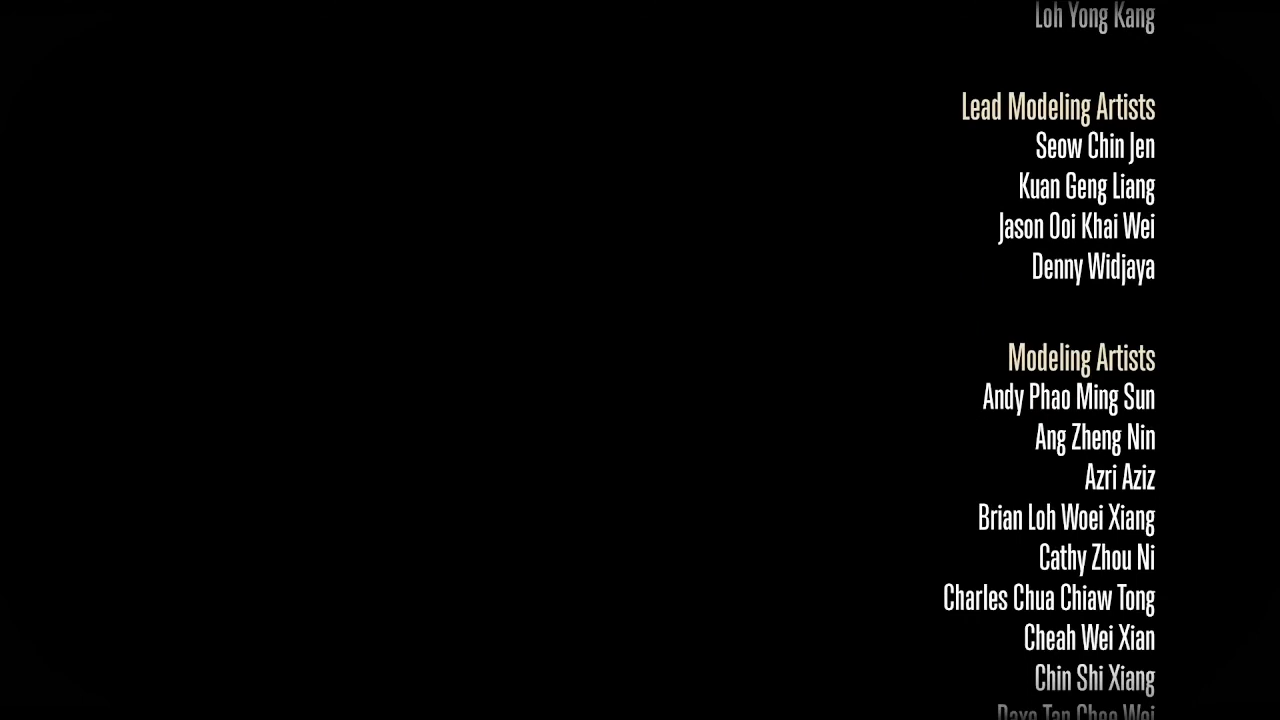 Loh Yong Kang
Lead Modeling Artists
Seow Chin Jen
Kuan Geng Liang
Jason Ooi Khai Wei
Denny Widjaya
Modeling Artists
Andy Phao Ming Sun
Ang Zheng Nin
Azri Aziz
Brian Loh Woei Xiang
Cathy Zhou Ni
Charles Chua Chiaw Tong
Cheah Wei Xian
Chin Shi Xiang
Tan Wei